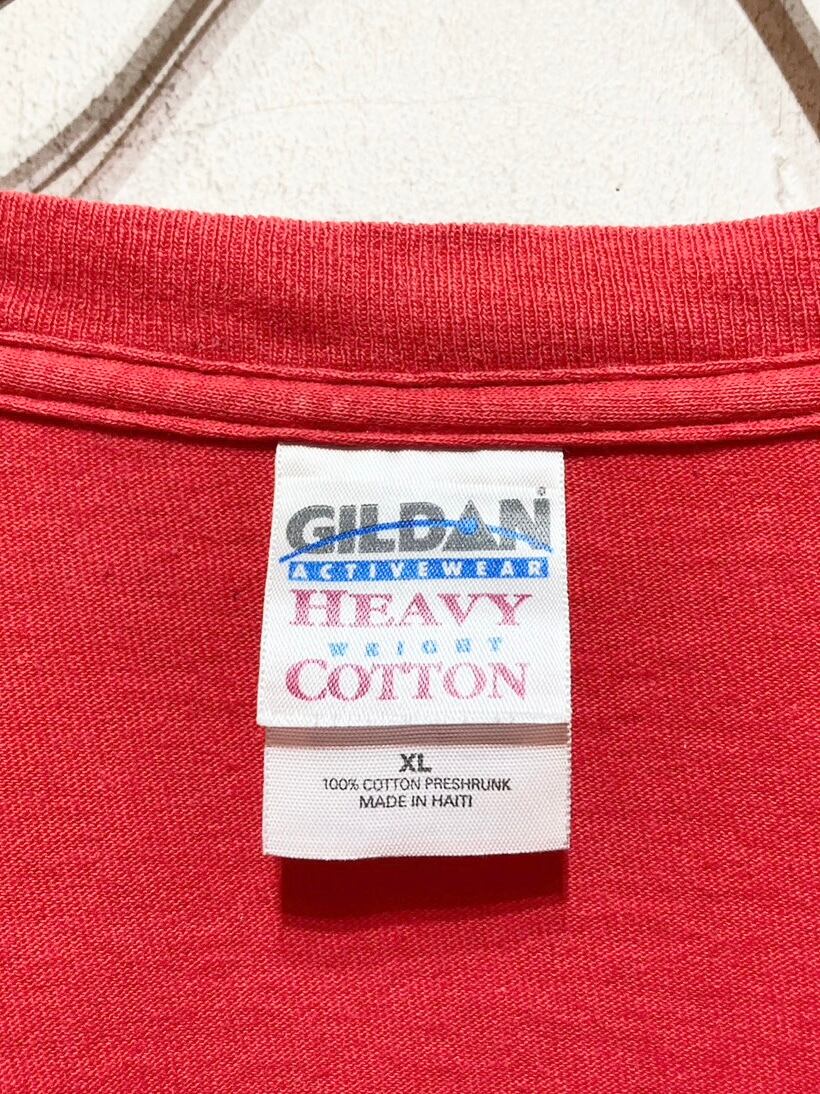 GILDAN®
ACTIVEWEAR
HEAVY
WEIGHT
COTTON
XL
100% COTTON PRESHRUNK
MADE IN HAITI